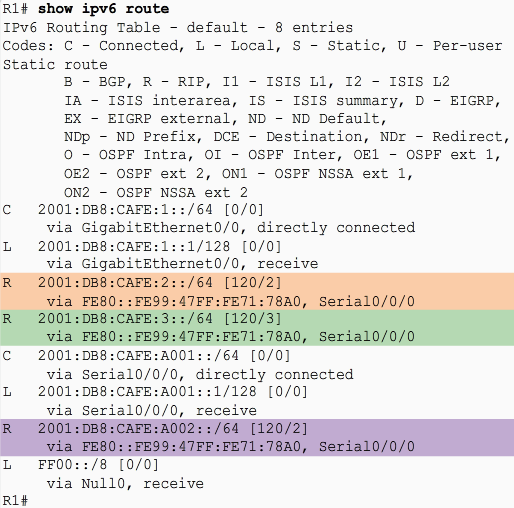 R1# show ipv6 route
IPv6 Routing Table - default - 8 entries
Codes: C - Connected, L - Local, S - Static, U - Per-user
Static route
B - BGP, R - RIP, I1 - ISIS L1, I2 - ISIS L2
IA - ISIS interarea, IS - ISIS summary, D - EIGRP,
EX - EIGRP external, ND - ND Default,
NDp - ND Prefix, DCE - Destination, NDr - Redirect,
O - OSPF Intra, OI - OSPF Inter, OE1 - OSPF ext 1,
OE2 - OSPF ext 2, ON1 - OSPF NSSA ext 1,
ON2 - OSPF NSSA ext 2
C 2001:DB8:CAFE:1::/64 [0/0]
via GigabitEthernet0/0, directly connected
L 2001:DB8:CAFE:1::1/128 [0/0]
via GigabitEthernet0/0, receive
R 2001:DB8:CAFE:2::/64 [120/2]
via FE80::FE99:47FF:FE71:78A0, Serial0/0/0
R 2001:DB8:CAFE:3::/64 [120/3]
via FE80::FE99:47FF:FE71:78A0, Serial0/0/0
C 2001:DB8:CAFE:A001::/64 [0/0]
via Serial0/0/0, directly connected
L 2001:DB8:CAFE:A001::1/128 [0/0]
via Serial0/0/0, receive
R 2001:DB8:CAFE:A002::/64 [120/2]
via FE80::FE99:47FF:FE71:78A0, Serial0/0/0
L FF00::/8 [0/0]
via Null0, receive
R1#